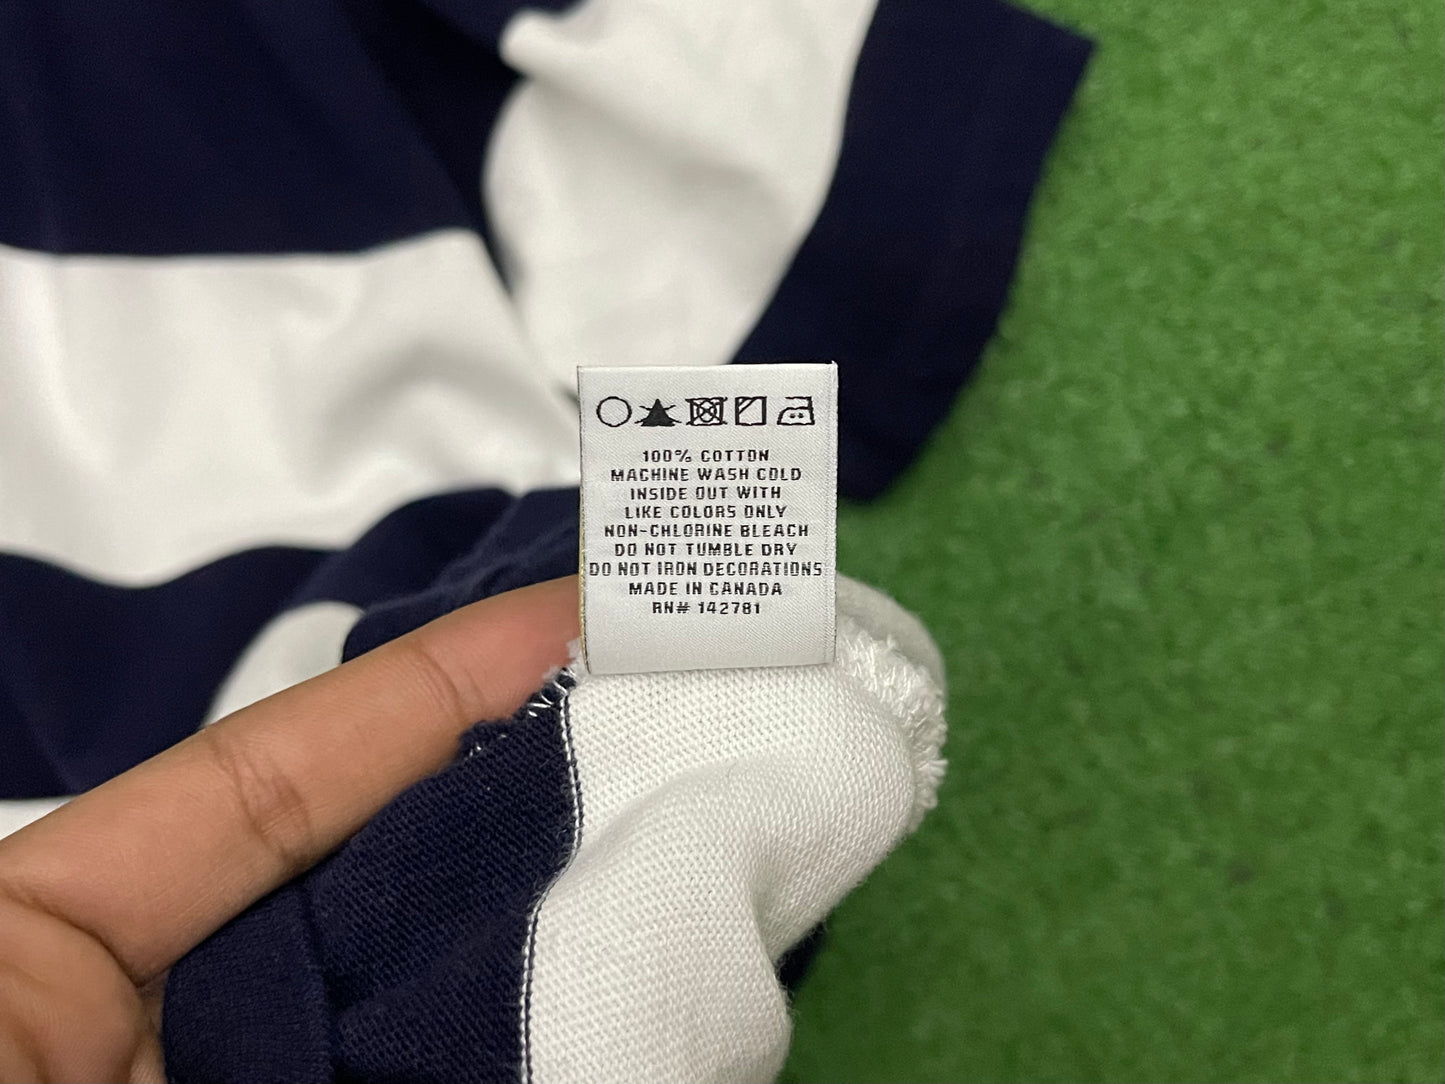 100% COTTON
MACHINE WASH COLD
INSIDE OUT WITH
LIKE COLORS ONLY
NON-CHLORINE BLEACH
DO NOT TUMBLE DRY
DO NOT IRON DECORATIONS
MADE IN CANADA
RN# 142781